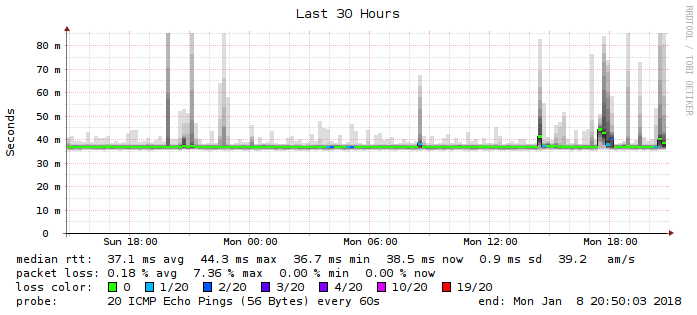 Last 30 Hours
RRDTOOL / TOBI OETIKER
Seconds
80 m
70 m
60 m
50 m
40 m
30 m
20 m
10 m
0
Sun 18:00 Mon 00:00 Mon 06:00 Mon 12:00 Mon 18:00
median rtt: 37.1 ms avg 44.3 ms max 36.7 ms min 38.5 ms now 0.9 ms sd 39.2 am/s
packet loss: 0.18 % avg 7.36 % max 0.00 % min 0.00 % now
loss color: 0 1/20 2/20 3/20 4/20 10/20 19/20
probe: 20 ICMP Echo Pings (56 Bytes) every 60s end: Mon Jan 8 20:50:03 2018